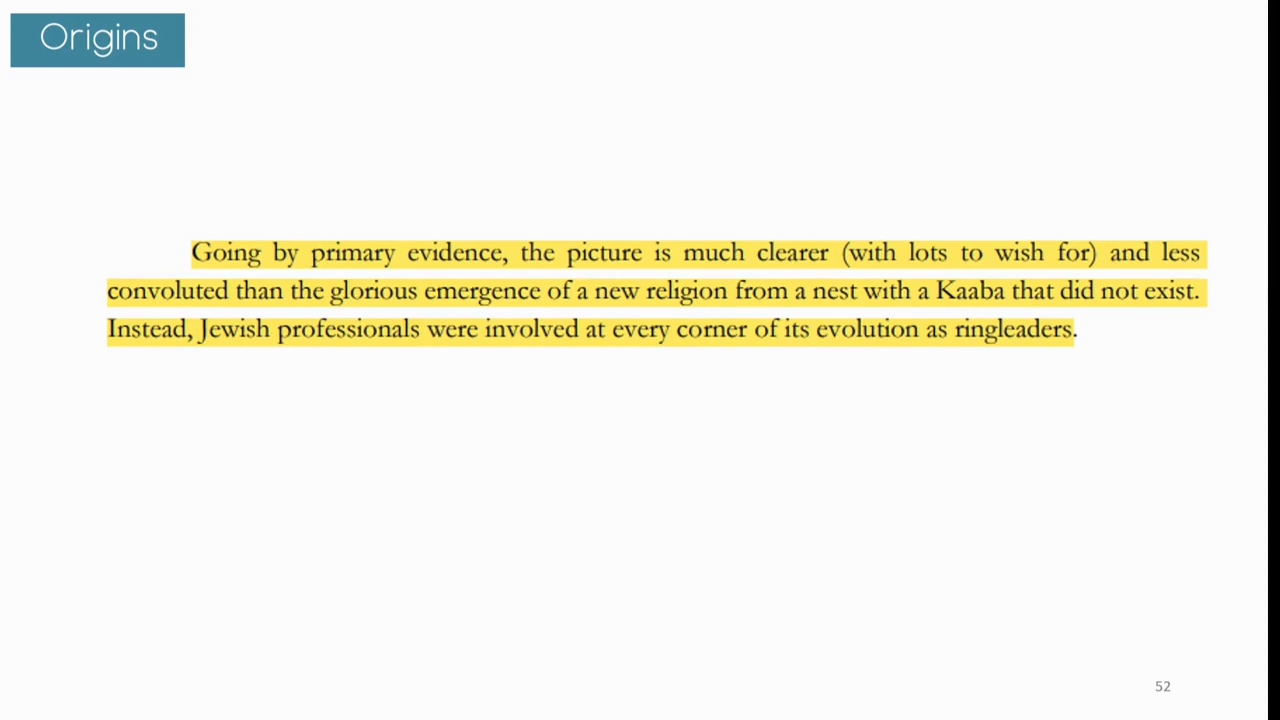 Origins
Going by primary evidence, the picture is much clearer (with lots to wish for) and less
convoluted than the glorious emergence of a new religion from a nest with a Kaaba that did not exist.
Instead, Jewish professionals were involved at every corner of its evolution as ringleaders.
52